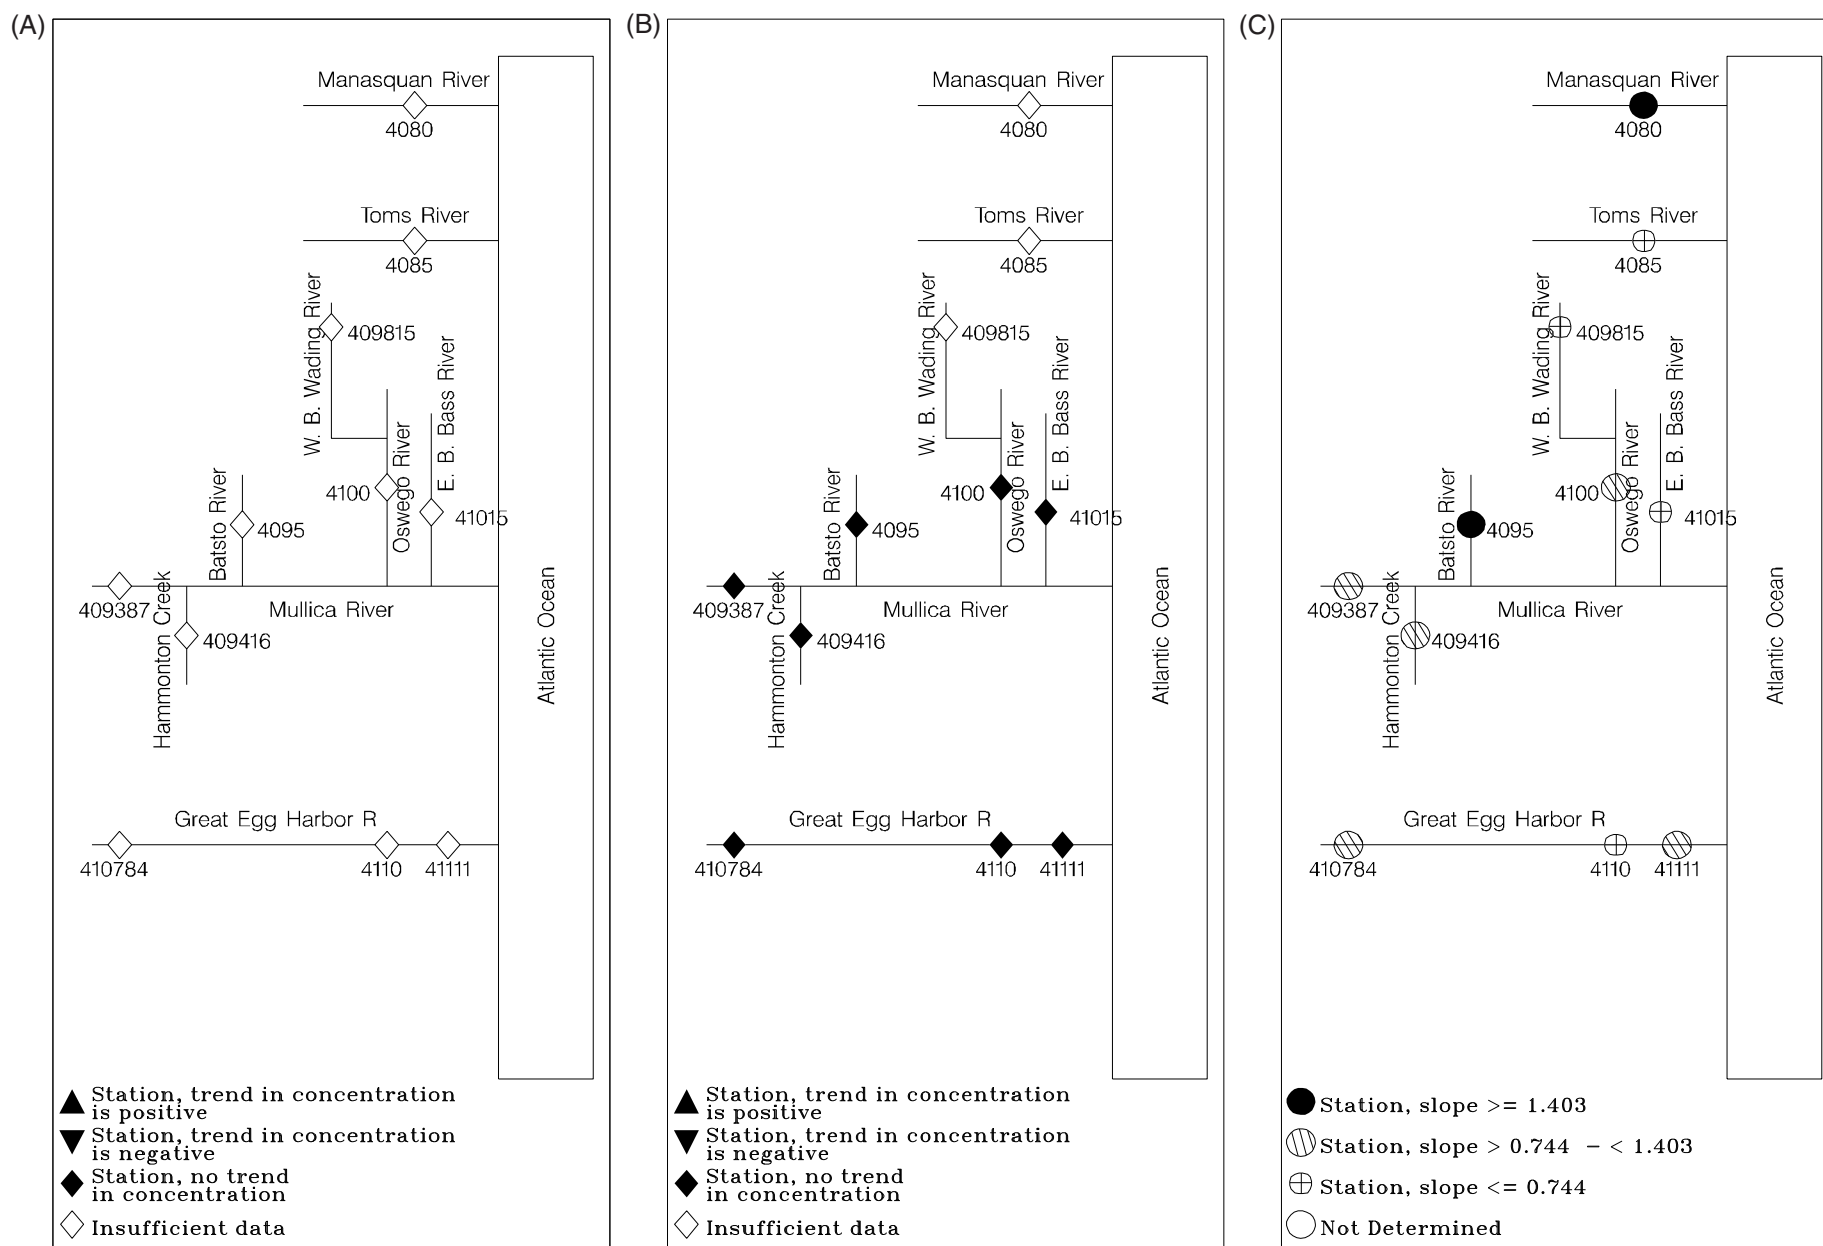 (A)
Manasquan River
4080
Toms River
4085
W. B. Wading River
409815
E. B. Bass River
Oswego River
4100
41015
Batsto River
4095
409387
Mullica River
Hammonton Creek
409416
Atlantic Ocean
Great Egg Harbor R
410784
4110
41111
Station, trend in concentration
is positive
Station, trend in concentration
is negative
Station, no trend
in concentration
Insufficient data
(B)
Manasquan River
4080
Toms River
4085
W. B. Wading River
409815
E. B. Bass River
Oswego River
4100
41015
Batsto River
4095
409387
Mullica River
Hammonton Creek
409416
Atlantic Ocean
Great Egg Harbor R
410784
4110
41111
Station, trend in concentration
is positive
Station, trend in concentration
is negative
Station, no trend
in concentration
Insufficient data
(C)
Manasquan River
4080
Toms River
4085
W. B. Wading River
409815
E. B. Bass River
Oswego River
4100
41015
Batsto River
4095
409387
Mullica River
Hammonton Creek
409416
Atlantic Ocean
Great Egg Harbor R
410784
4110
41111
Station, slope >= 1.403
Station, slope > 0.744 - < 1.403
Station, slope <= 0.744
Not Determined